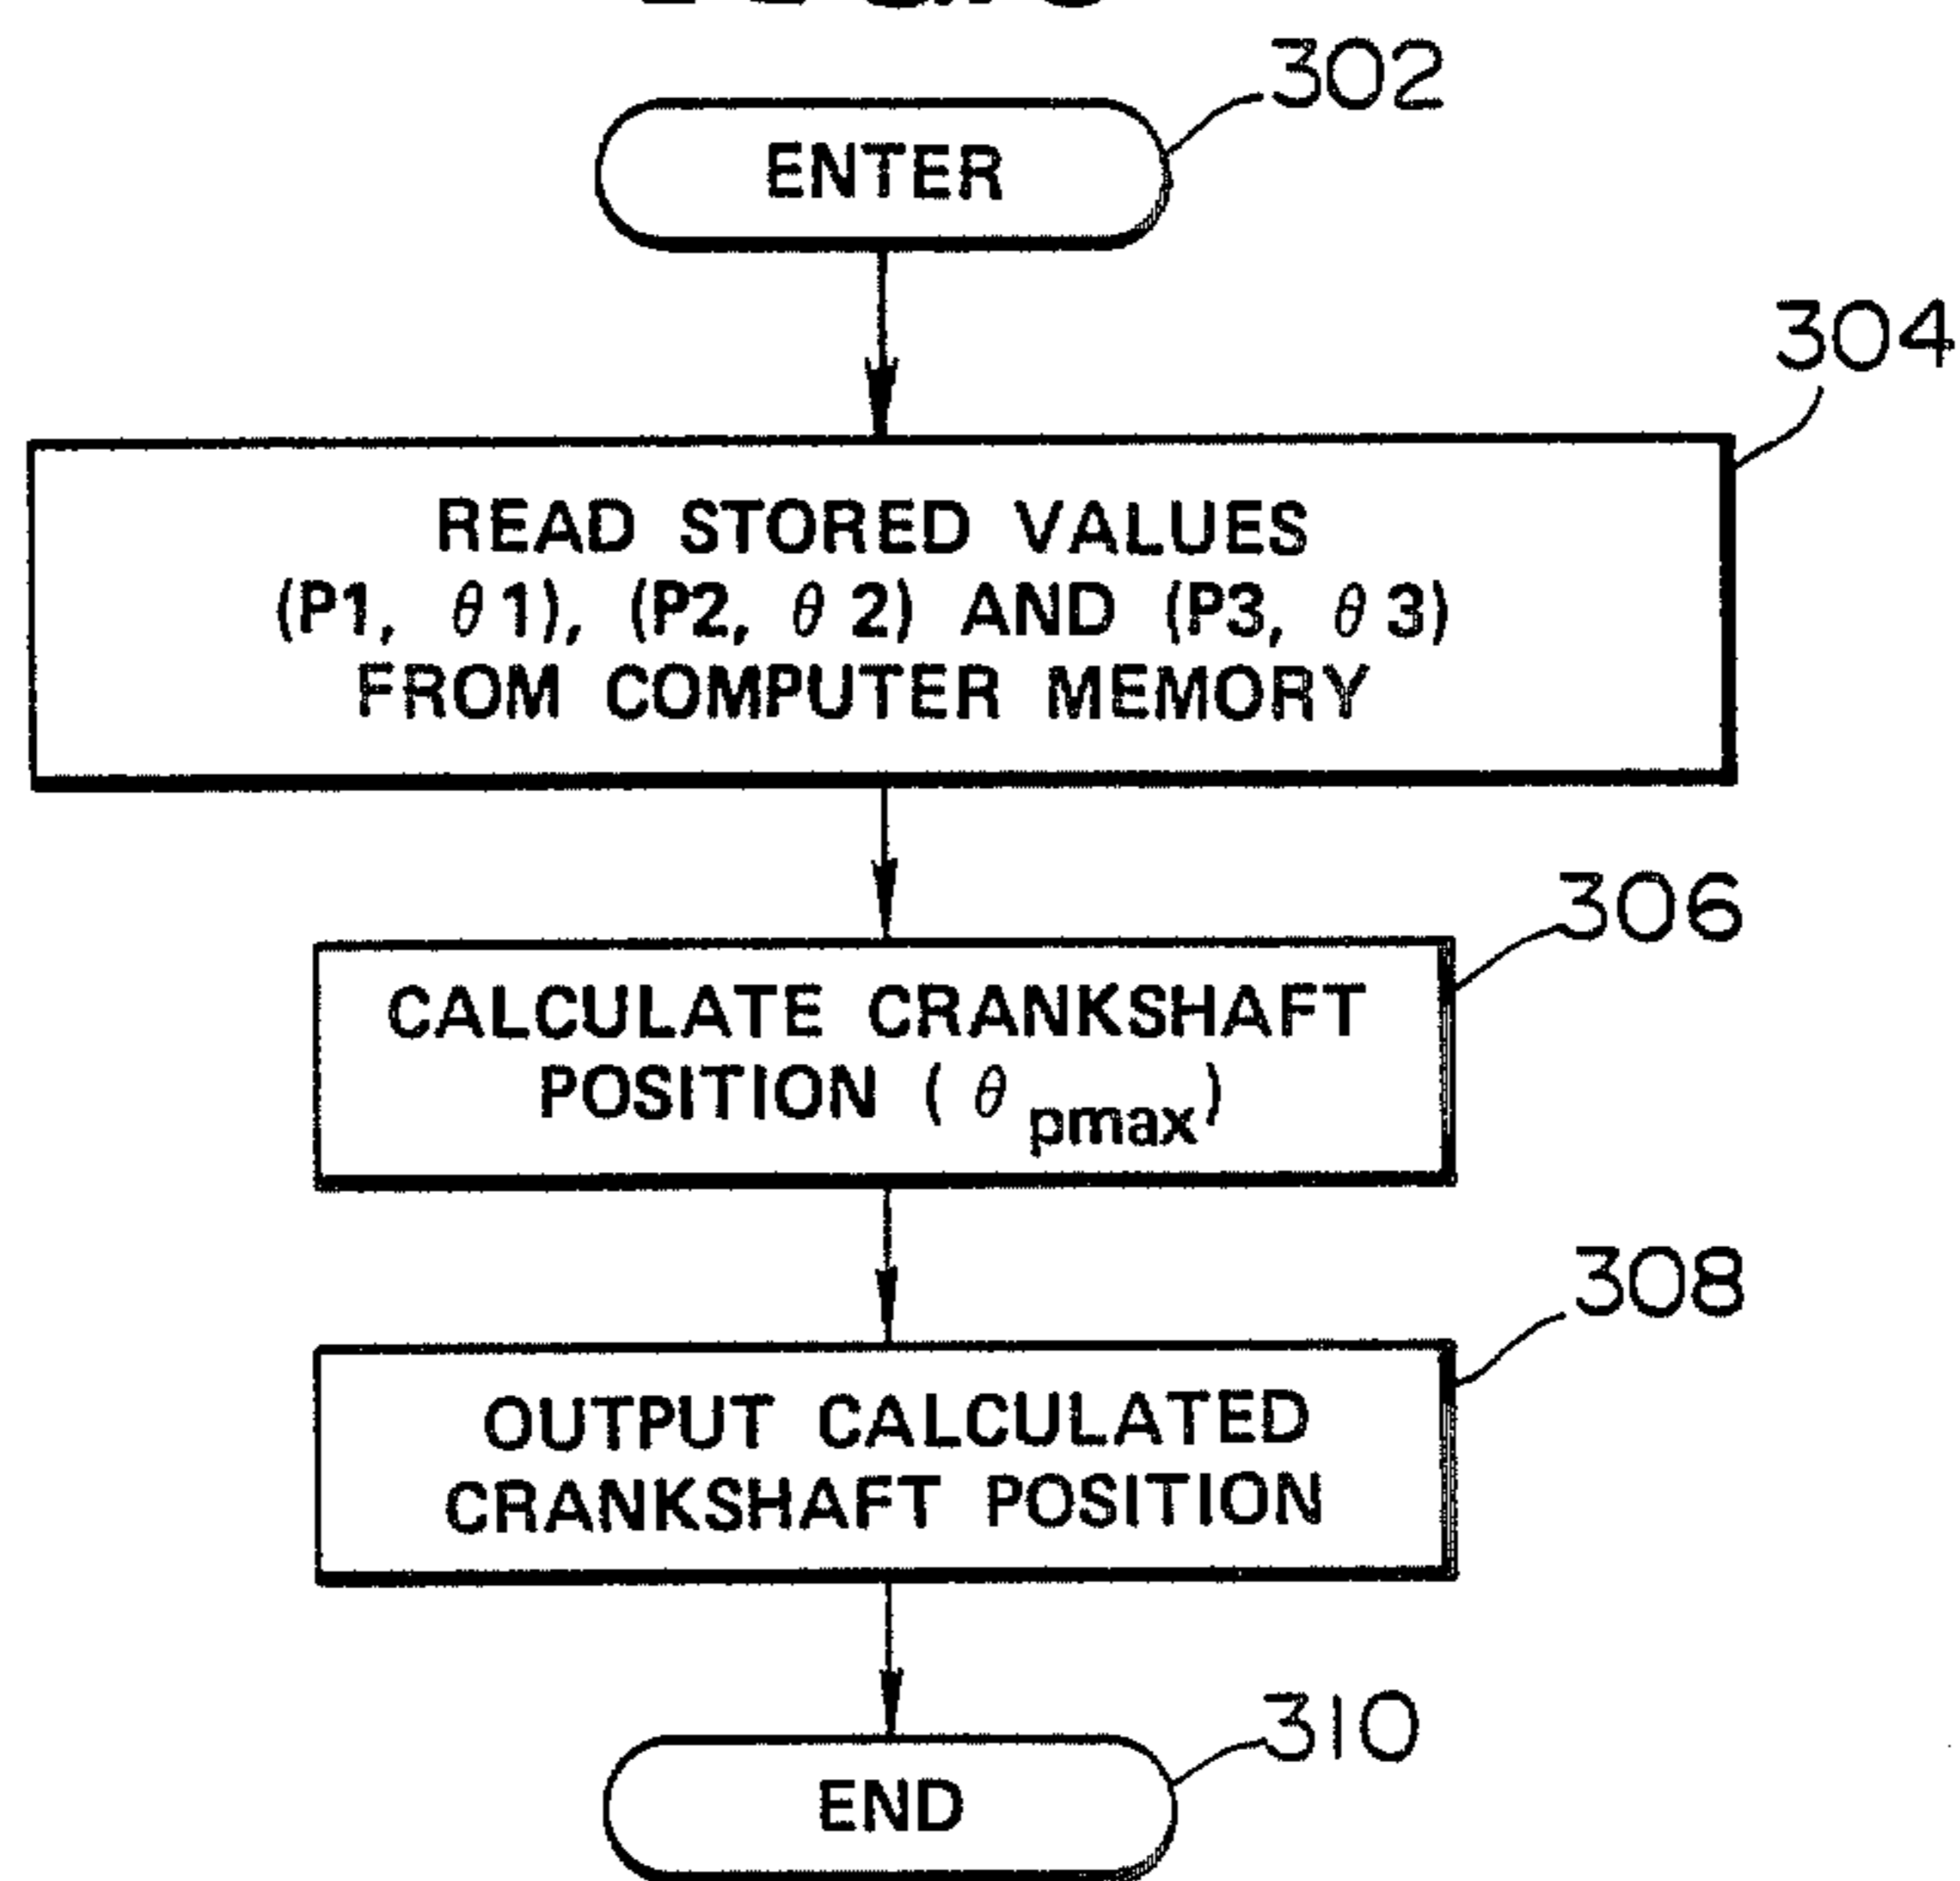 302
ENTER
304
READ STORED VALUES
(P1, θ1), (P2, θ2) AND (P3, θ3)
FROM COMPUTER MEMORY
306
CALCULATE CRANKSHAFT
POSITION (θpmax)
308
OUTPUT CALCULATED
CRANKSHAFT POSITION
310
END